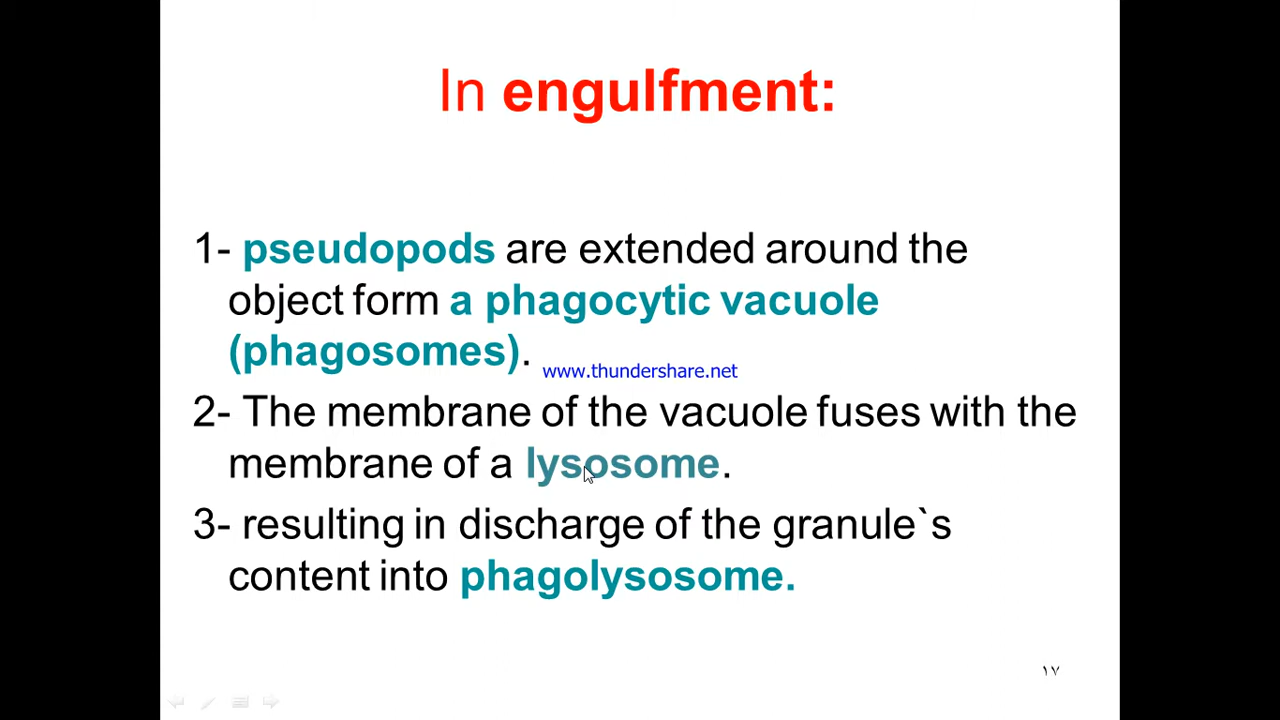 In engulfment:
1- pseudopods are extended around the
object form a phagocytic vacuole
(phagosomes).
www.thundershare.net
2- The membrane of the vacuole fuses with the
membrane of a lysosome.
3- resulting in discharge of the granule`s
content into phagolysosome.
١٧